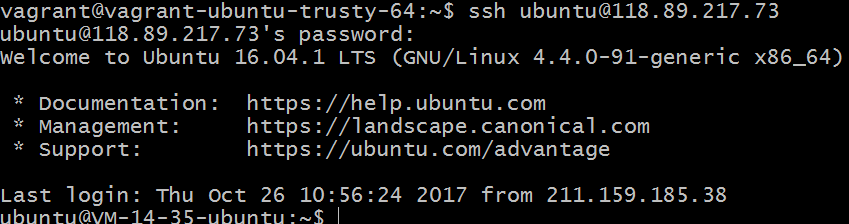 vagrant@vagrant-ubuntu-trusty-64:~$ ssh ubuntu@118.89.217.73
ubuntu@118.89.217.73's password:
Welcome to Ubuntu 16.04.1 LTS (GNU/Linux 4.4.0-91-generic x86_64)
* Documentation:  https://help.ubuntu.com
* Management:     https://landscape.canonical.com
* Support:        https://ubuntu.com/advantage
Last login: Thu Oct 26 10:56:24 2017 from 211.159.185.38
ubuntu@VM-14-35-ubuntu:~$